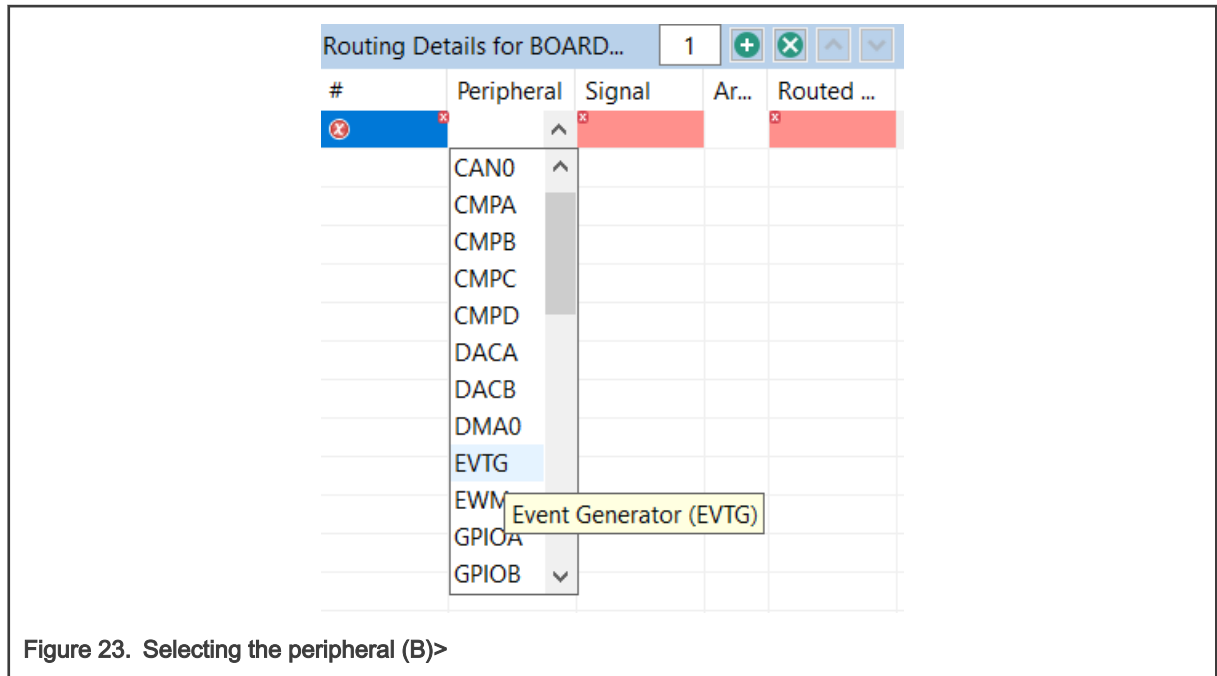 Routing Details for BOARD... 1
# Peripheral Signal Ar... Routed ...
CAN0
CMPA
CMPB
CMPC
CMPD
DACA
DACB
DMA0
EVTG
EWM
Event Generator (EVTG)
GPIOA
GPIOB
Figure 23. Selecting the peripheral (B)>